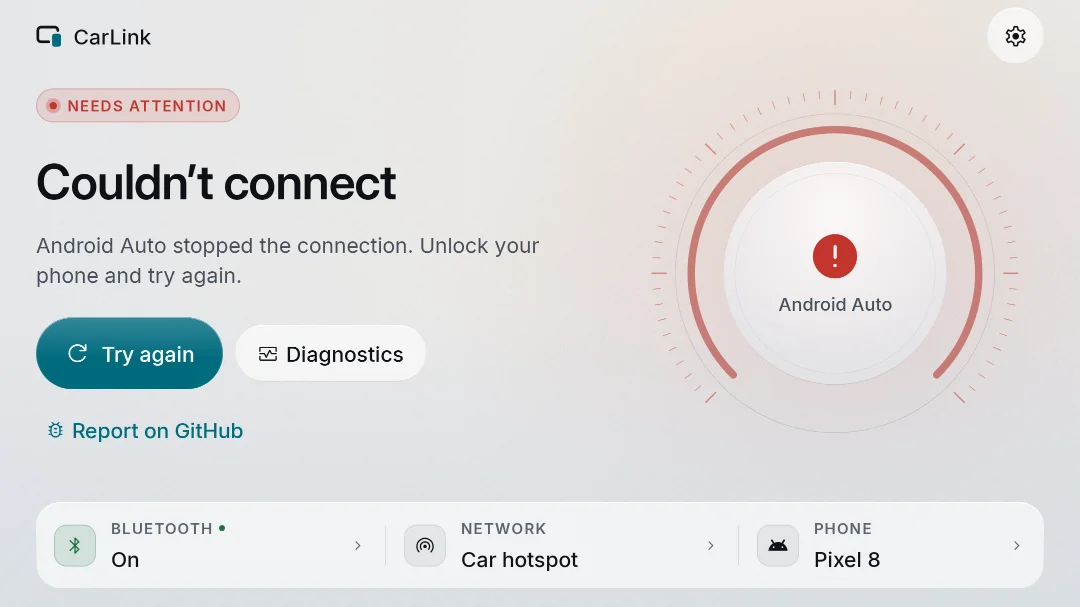 CarLink
NEEDS ATTENTION
Couldn’t connect
Android Auto stopped the connection. Unlock your
phone and try again.
Try again
Diagnostics
Report on GitHub
Android Auto
BLUETOOTH
On
NETWORK
Car hotspot
PHONE
Pixel 8